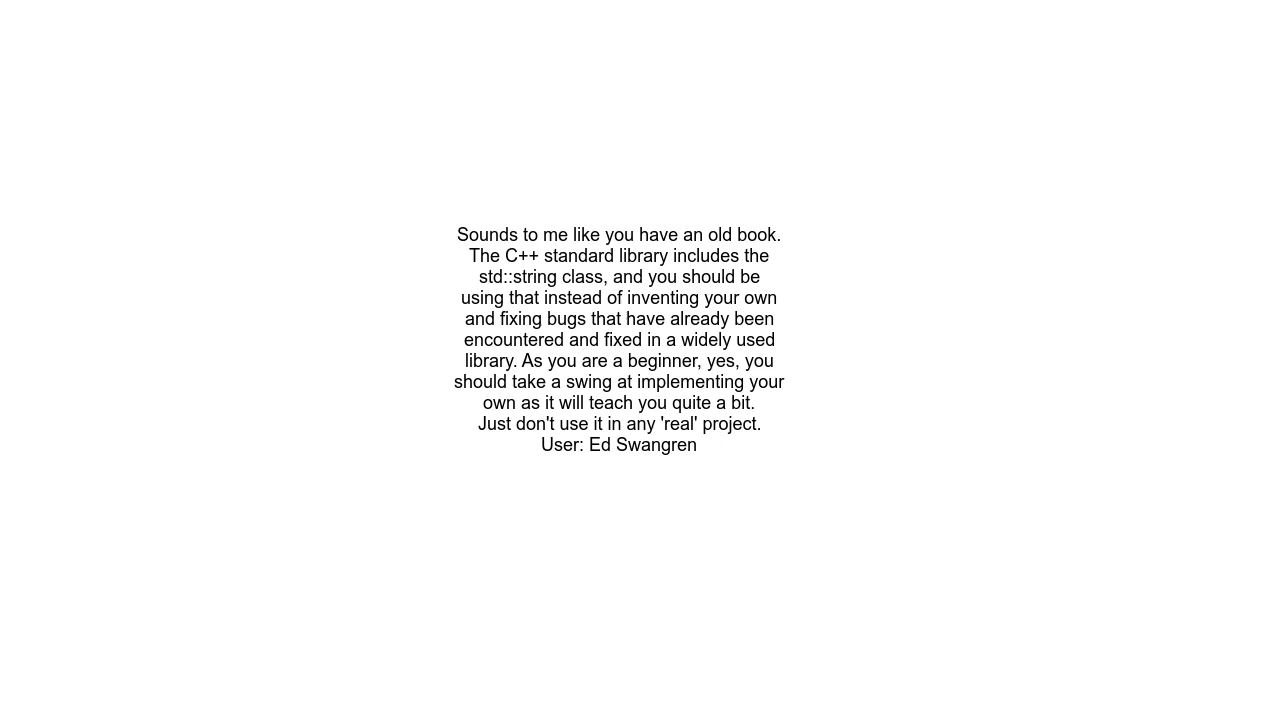 Sounds to me like you have an old book.
The C++ standard library includes the
std::string class, and you should be
using that instead of inventing your own
and fixing bugs that have already been
encountered and fixed in a widely used
library. As you are a beginner, yes, you
should take a swing at implementing your
own as it will teach you quite a bit.
Just don't use it in any 'real' project.
User: Ed Swangren